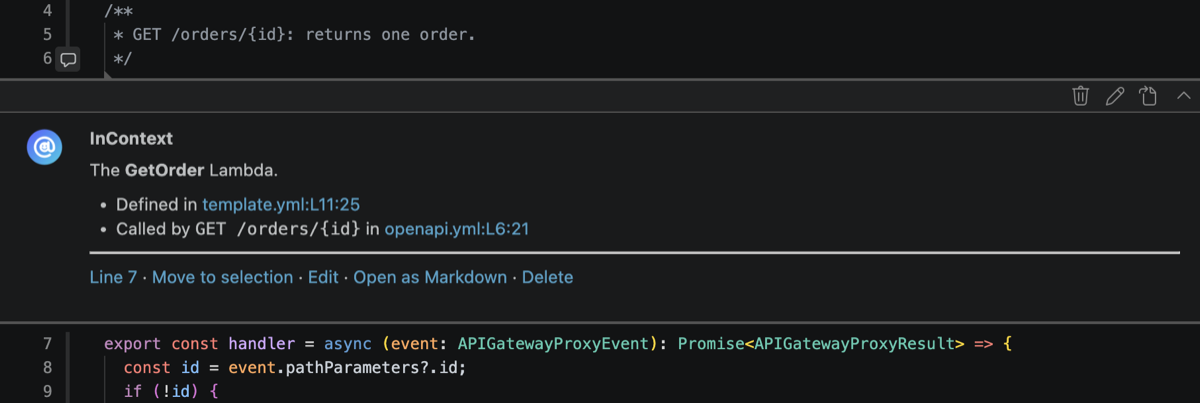 4 /**
5 * GET /orders/{id}: returns one order.
6 */
InContext
The GetOrder Lambda.
• Defined in template.yml:L11:25
• Called by GET /orders/{id} in openapi.yml:L6:21
Line 7 · Move to selection · Edit · Open as Markdown · Delete
7 export const handler = async (event: APIGatewayProxyEvent): Promise<APIGatewayProxyResult> => {
8 const id = event.pathParameters?.id;
9 if (!id) {